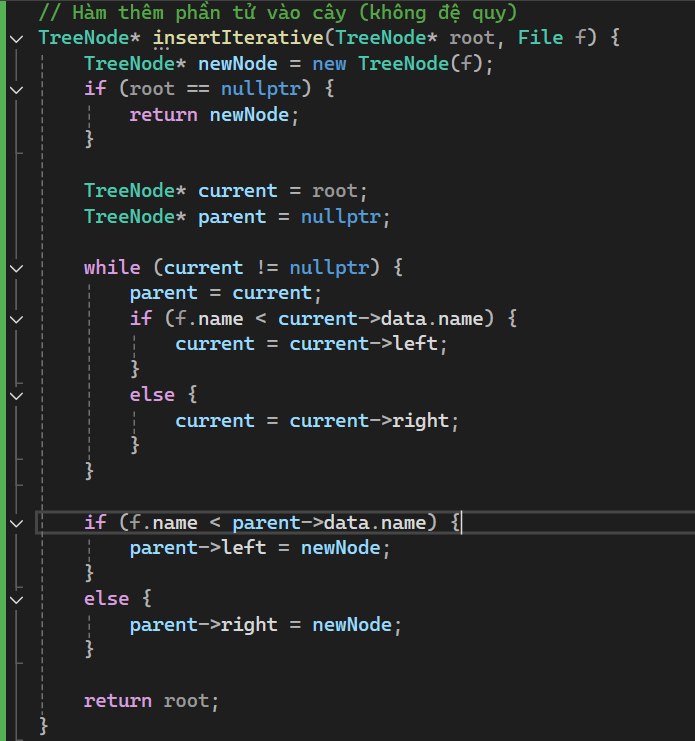 // Hàm thêm phần tử vào cây (không đệ quy)
TreeNode* insertIterative(TreeNode* root, File f) {
    TreeNode* newNode = new TreeNode(f);
    if (root == nullptr) {
        return newNode;
    }

    TreeNode* current = root;
    TreeNode* parent = nullptr;

    while (current != nullptr) {
        parent = current;
        if (f.name < current->data.name) {
            current = current->left;
        }
        else {
            current = current->right;
        }
    }

    if (f.name < parent->data.name) {
        parent->left = newNode;
    }
    else {
        parent->right = newNode;
    }

    return root;
}